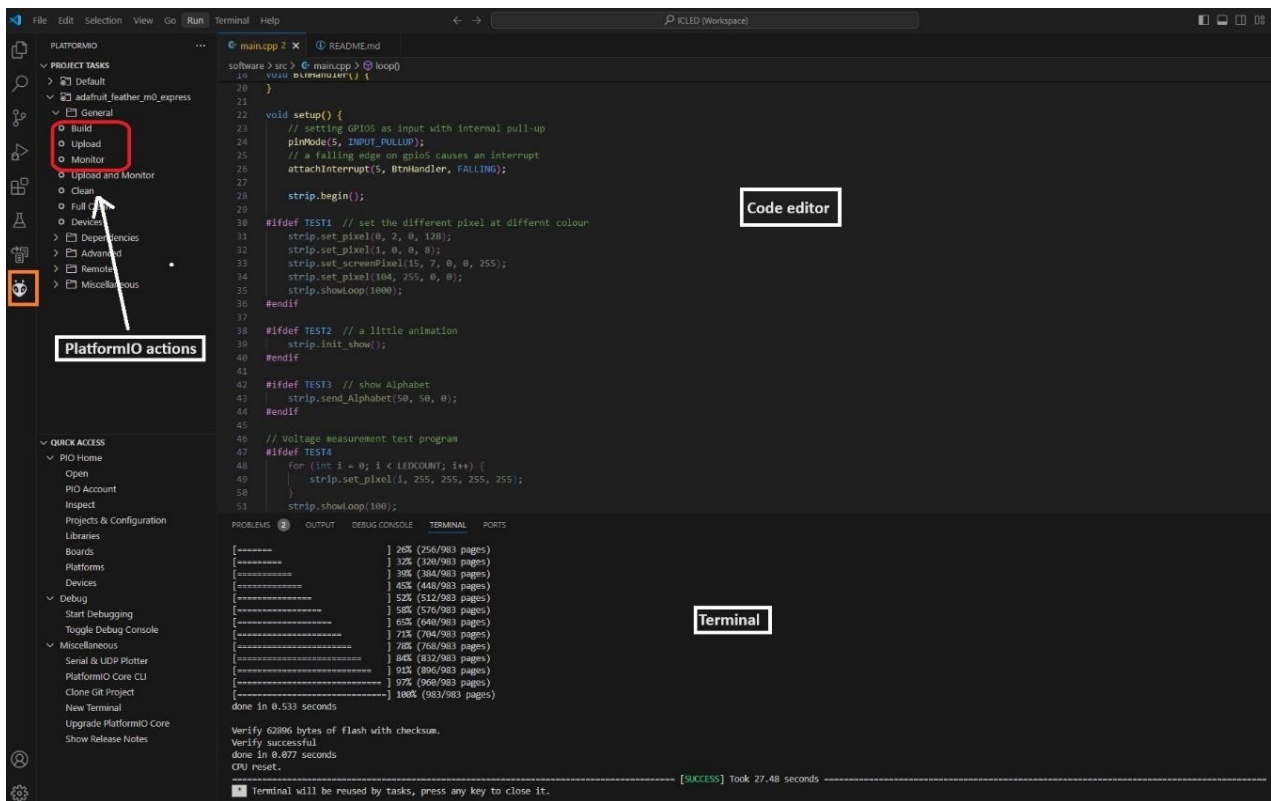 File Edit Selection View Go Run Terminal Help
ICLED (Workspace)
PLATFORMIO
PROJECT TASKS
Default
adafruit_feather_m0_express
General
Build
Upload
Monitor
Upload and Monitor
Clean
Full
Devices
Dependencies
Advanced
Remote
Miscellaneous
PlatformIO actions
QUICK ACCESS
PIO Home
Open
PIO Account
Inspect
Projects & Configuration
Libraries
Boards
Platforms
Devices
Debug
Start Debugging
Toggle Debug Console
Miscellaneous
Serial & UDP Plotter
PlatformIO Core CLI
Clone Git Project
New Terminal
Upgrade PlatformIO Core
Show Release Notes
main.cpp 2 README.md
software > src > main.cpp > loop()
14 void BtnHandler() {
20 }
21
22 void setup() {
23 // setting GPIO5 as input with internal pull-up
24 pinMode(5, INPUT_PULLUP);
25 // a falling edge on gpio5 causes an interrupt
26 attachInterrupt(5, BtnHandler, FALLING);
27
28 strip.begin();
29
30 #ifdef TEST1 // set the different pixel at differnt colour
31 strip.set_pixel(0, 2, 0, 128);
32 strip.set_pixel(1, 0, 0, 8);
33 strip.set_screenPixel(15, 7, 0, 0, 255);
34 strip.set_pixel(104, 255, 0, 0);
35 strip.showLoop(1000);
36 #endif
37
38 #ifdef TEST2 // a little animation
39 strip.init_show();
40 #endif
41
42 #ifdef TEST3 // show Alphabet
43 strip.send_Alphabet(50, 50, 0);
44 #endif
45
46 // Voltage measurement test program
47 #ifdef TEST4
48 for (int i = 0; i < LEDCOUNT; i++) {
49 strip.set_pixel(i, 255, 255, 255, 255);
50 }
51 strip.showLoop(100);
Code editor
PROBLEMS 2 OUTPUT DEBUG CONSOLE TERMINAL PORTS
[======= ] 26% (256/983 pages)
[========= ] 32% (320/983 pages)
[=========== ] 39% (384/983 pages)
[============= ] 45% (448/983 pages)
[=============== ] 52% (512/983 pages)
[================= ] 58% (576/983 pages)
[=================== ] 65% (640/983 pages)
[===================== ] 71% (704/983 pages)
[======================= ] 78% (768/983 pages)
[========================= ] 84% (832/983 pages)
[=========================== ] 91% (896/983 pages)
[============================= ] 97% (960/983 pages)
[==============================] 100% (983/983 pages)
done in 0.533 seconds
Terminal
Verify 62896 bytes of flash with checksum.
Verify successful
done in 0.077 seconds
CPU reset.
[SUCCESS] Took 27.48 seconds
* Terminal will be reused by tasks, press any key to close it.